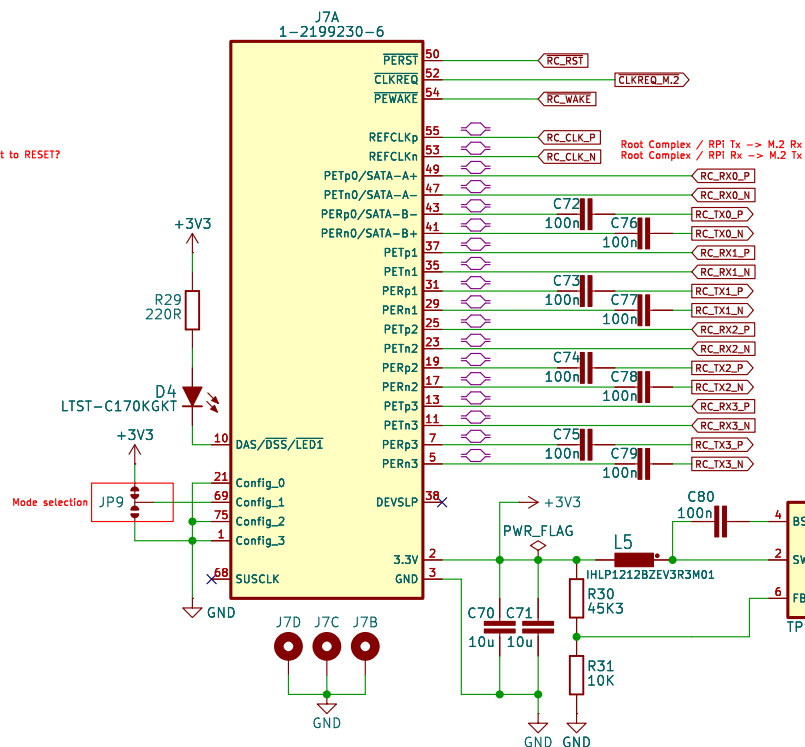 J7A
1-2199230-6
PERST 50 RC_RST
CLKREQ 52 CLKREQ_M.2
PEWAKE 54 RC_WAKE
t to RESET?
REFCLKp 55 RC_CLK_P
REFCLKn 53 RC_CLK_N
Root Complex / RPi Tx -> M.2 Rx
Root Complex / RPi Rx -> M.2 Tx
PETp0/SATA-A+ 49 RC_RX0_P
PETn0/SATA-A- 47 RC_RX0_N
PERp0/SATA-B- 43 C72 100n RC_TX0_P
PERn0/SATA-B+ 41 C76 100n RC_TX0_N
PETp1 37 RC_RX1_P
PETn1 35 RC_RX1_N
PERp1 31 C73 100n RC_TX1_P
PERn1 29 C77 100n RC_TX1_N
PETp2 25 RC_RX2_P
PETn2 23 RC_RX2_N
PERp2 19 C74 100n RC_TX2_P
PERn2 17 C78 100n RC_TX2_N
PETp3 13 RC_RX3_P
PETn3 11 RC_RX3_N
PERp3 7 C75 100n RC_TX3_P
PERn3 5 C79 100n RC_TX3_N
+3V3
R29
220R
D4
LTST-C170KGKT
10 DAS/DSS/LED1
+3V3
Mode selection
JP9
21 Config_0
69 Config_1
75 Config_2
1 Config_3
68 SUSCLK
GND
DEVSLP 38
3.3V 2
GND 3
+3V3
PWR_FLAG
C80
100n
L5
IHLP1212BZEV3R3M01
4 BS
2 SW
6 FB
TP
R30
45K3
C70
10u
C71
10u
R31
10K
GND
GND
J7D
J7C
J7B
GND